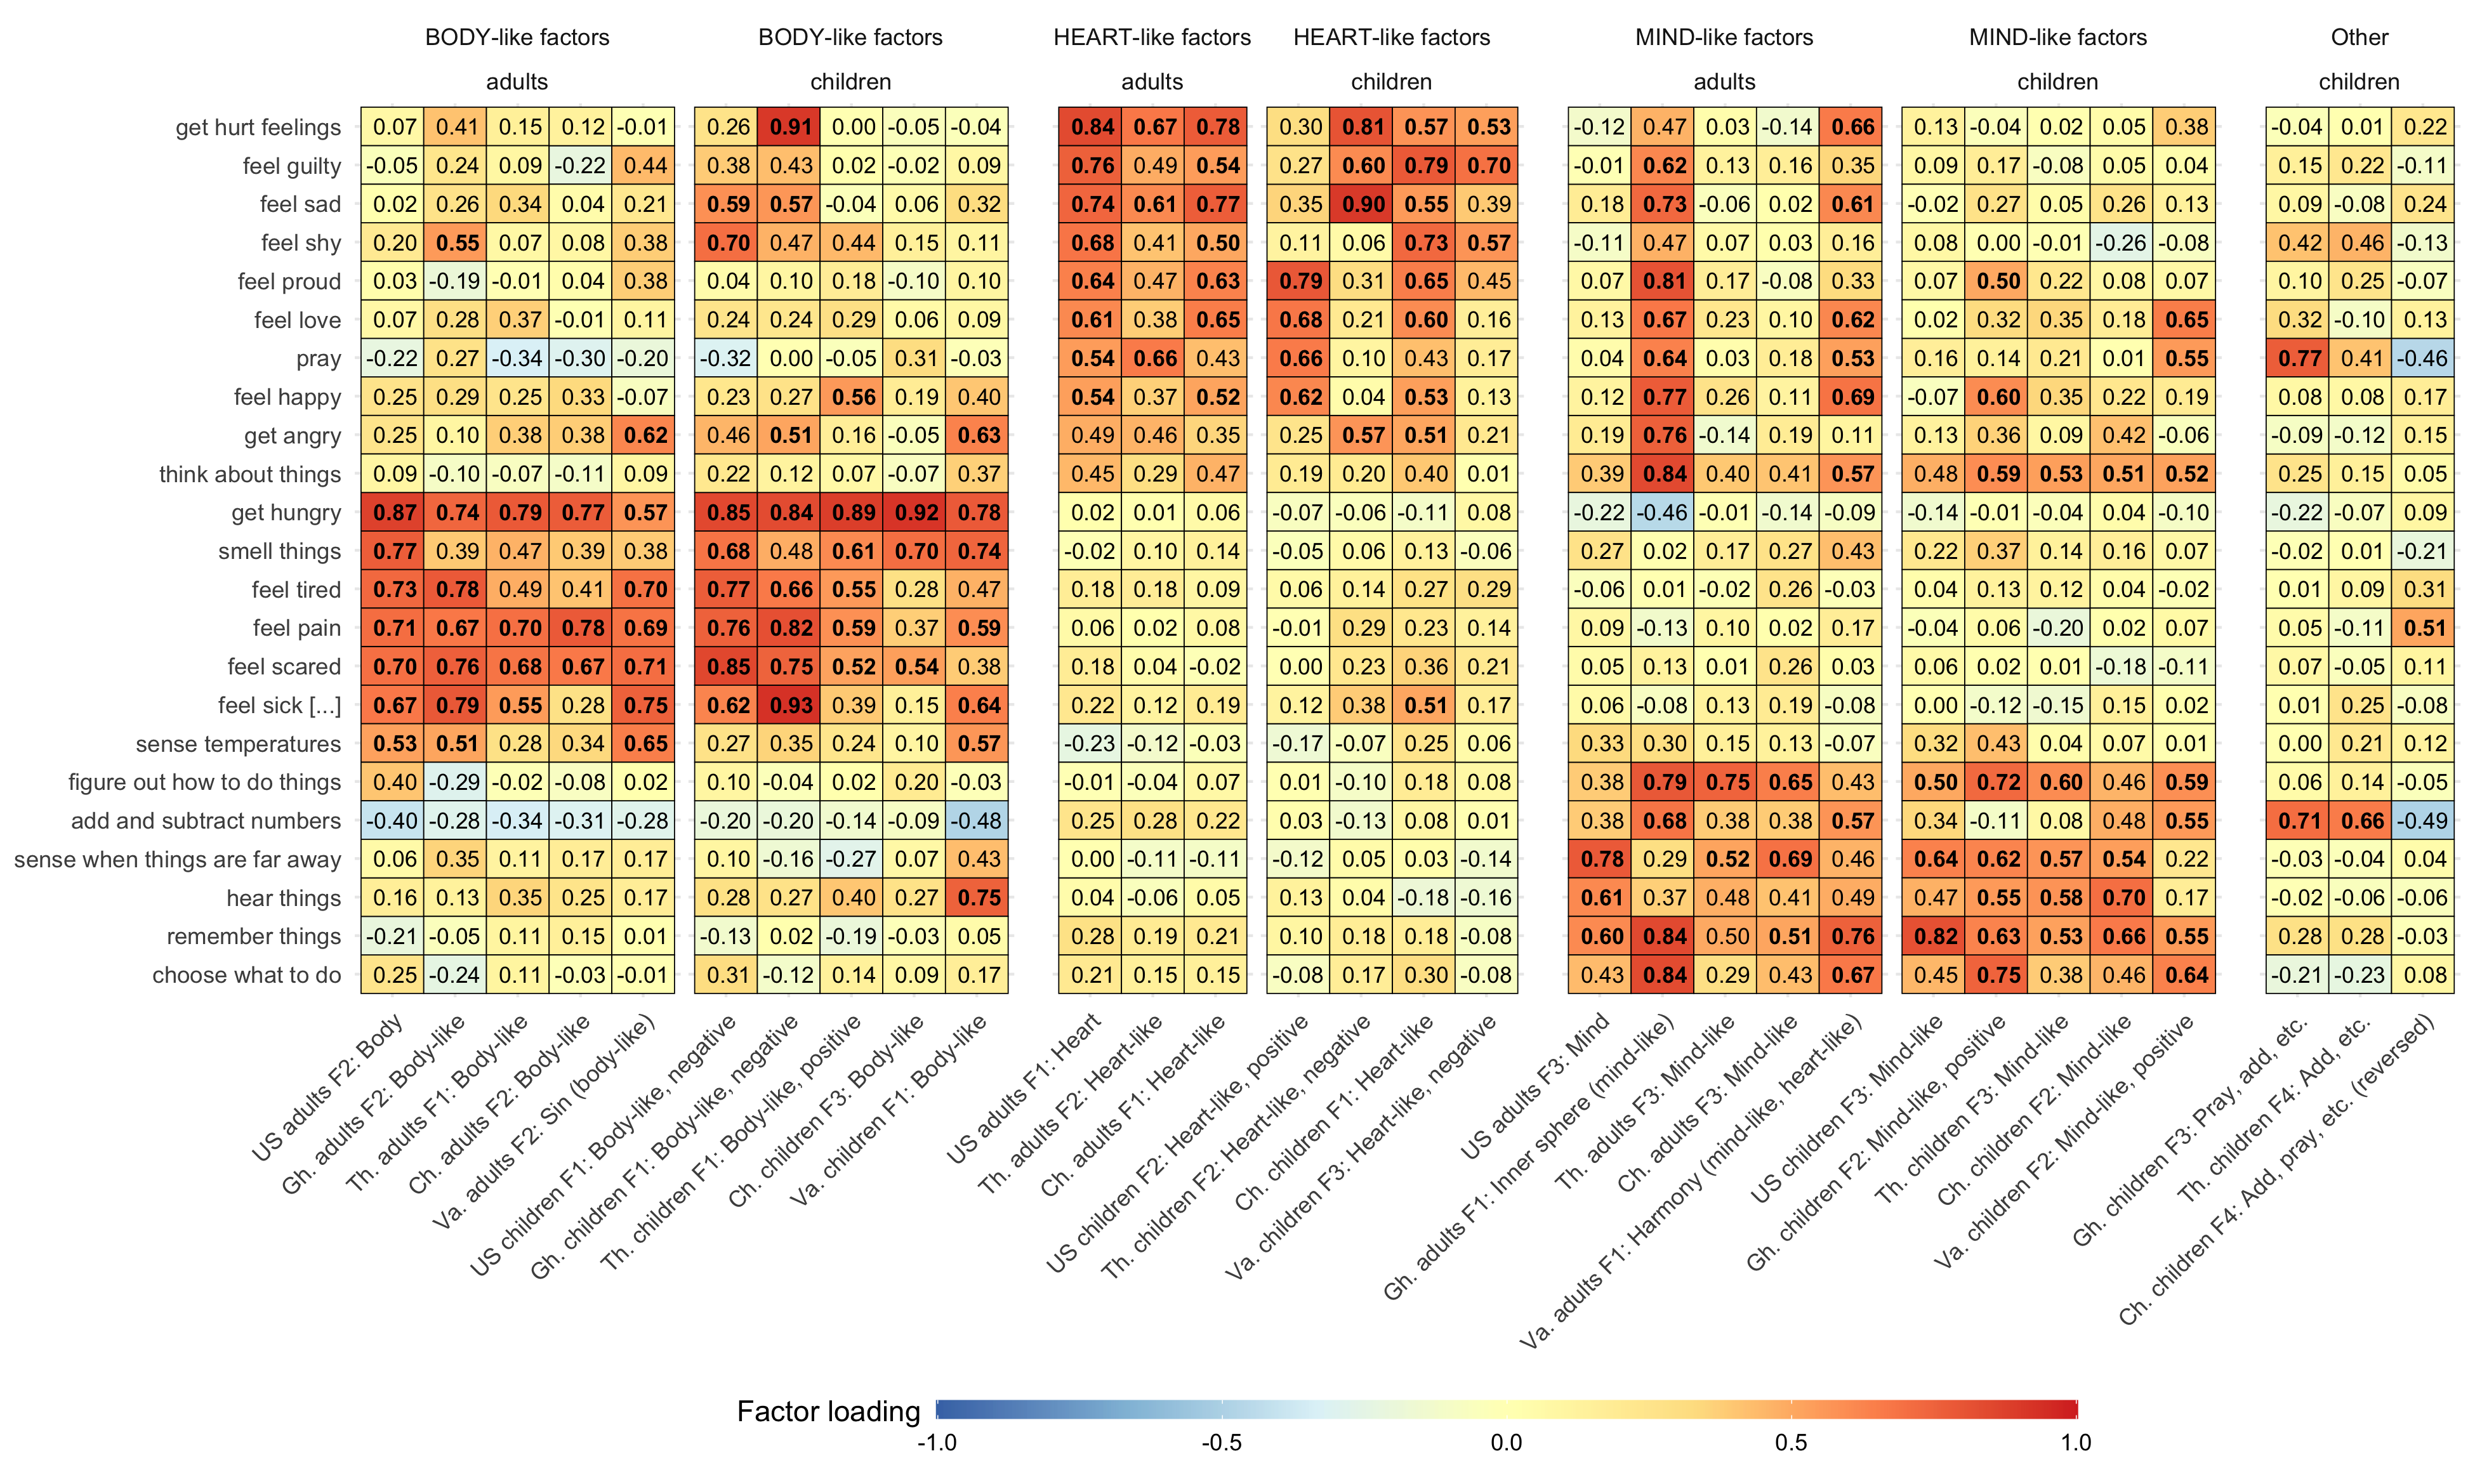 BODY-like factors BODY-like factors HEART-like factors HEART-like factors MIND-like factors MIND-like factors Other
adults children adults children adults children children
get hurt feelings 0.07 0.41 0.15 0.12 -0.01 0.26 0.91 0.00 -0.05 -0.04 0.84 0.67 0.78 0.30 0.81 0.57 0.53 -0.12 0.47 0.03 -0.14 0.66 0.13 -0.04 0.02 0.05 0.38 -0.04 0.01 0.22
feel guilty -0.05 0.24 0.09 -0.22 0.44 0.38 0.43 0.02 -0.02 0.09 0.76 0.49 0.54 0.27 0.60 0.79 0.70 -0.01 0.62 0.13 0.16 0.35 0.09 0.17 -0.08 0.05 0.04 0.15 0.22 -0.11
feel sad 0.02 0.26 0.34 0.04 0.21 0.59 0.57 -0.04 0.06 0.32 0.74 0.61 0.77 0.35 0.90 0.55 0.39 0.18 0.73 -0.06 0.02 0.61 -0.02 0.27 0.05 0.26 0.13 0.09 -0.08 0.24
feel shy 0.20 0.55 0.07 0.08 0.38 0.70 0.47 0.44 0.15 0.11 0.68 0.41 0.50 0.11 0.06 0.73 0.57 -0.11 0.47 0.07 0.03 0.16 0.08 0.00 -0.01 -0.26 -0.08 0.42 0.46 -0.13
feel proud 0.03 -0.19 -0.01 0.04 0.38 0.04 0.10 0.18 -0.10 0.10 0.64 0.47 0.63 0.79 0.31 0.65 0.45 0.07 0.81 0.17 -0.08 0.33 0.07 0.50 0.22 0.08 0.07 0.10 0.25 -0.07
feel love 0.07 0.28 0.37 -0.01 0.11 0.24 0.24 0.29 0.06 0.09 0.61 0.38 0.65 0.68 0.21 0.60 0.16 0.13 0.67 0.23 0.10 0.62 0.02 0.32 0.35 0.18 0.65 0.32 -0.10 0.13
pray -0.22 0.27 -0.34 -0.30 -0.20 -0.32 0.00 -0.05 0.31 -0.03 0.54 0.66 0.43 0.66 0.10 0.43 0.17 0.04 0.64 0.03 0.18 0.53 0.16 0.14 0.21 0.01 0.55 0.77 0.41 -0.46
feel happy 0.25 0.29 0.25 0.33 -0.07 0.23 0.27 0.56 0.19 0.40 0.54 0.37 0.52 0.62 0.04 0.53 0.13 0.12 0.77 0.26 0.11 0.69 -0.07 0.60 0.35 0.22 0.19 0.08 0.08 0.17
get angry 0.25 0.10 0.38 0.38 0.62 0.46 0.51 0.16 -0.05 0.63 0.49 0.46 0.35 0.25 0.57 0.51 0.21 0.19 0.76 -0.14 0.19 0.11 0.13 0.36 0.09 0.42 -0.06 -0.09 -0.12 0.15
think about things 0.09 -0.10 -0.07 -0.11 0.09 0.22 0.12 0.07 -0.07 0.37 0.45 0.29 0.47 0.19 0.20 0.40 0.01 0.39 0.84 0.40 0.41 0.57 0.48 0.59 0.53 0.51 0.52 0.25 0.15 0.05
get hungry 0.87 0.74 0.79 0.77 0.57 0.85 0.84 0.89 0.92 0.78 0.02 0.01 0.06 -0.07 -0.06 -0.11 0.08 -0.22 -0.46 -0.01 -0.14 -0.09 -0.14 -0.01 -0.04 0.04 -0.10 -0.22 -0.07 0.09
smell things 0.77 0.39 0.47 0.39 0.38 0.68 0.48 0.61 0.70 0.74 -0.02 0.10 0.14 -0.05 0.06 0.13 -0.06 0.27 0.02 0.17 0.27 0.43 0.22 0.37 0.14 0.16 0.07 -0.02 0.01 -0.21
feel tired 0.73 0.78 0.49 0.41 0.70 0.77 0.66 0.55 0.28 0.47 0.18 0.18 0.09 0.06 0.14 0.27 0.29 -0.06 0.01 -0.02 0.26 -0.03 0.04 0.13 0.12 0.04 -0.02 0.01 0.09 0.31
feel pain 0.71 0.67 0.70 0.78 0.69 0.76 0.82 0.59 0.37 0.59 0.06 0.02 0.08 -0.01 0.29 0.23 0.14 0.09 -0.13 0.10 0.02 0.17 -0.04 0.06 -0.20 0.02 0.07 0.05 -0.11 0.51
feel scared 0.70 0.76 0.68 0.67 0.71 0.85 0.75 0.52 0.54 0.38 0.18 0.04 -0.02 0.00 0.23 0.36 0.21 0.05 0.13 0.01 0.26 0.03 0.06 0.02 0.01 -0.18 -0.11 0.07 -0.05 0.11
feel sick [...] 0.67 0.79 0.55 0.28 0.75 0.62 0.93 0.39 0.15 0.64 0.22 0.12 0.19 0.12 0.38 0.51 0.17 0.06 -0.08 0.13 0.19 -0.08 0.00 -0.12 -0.15 0.15 0.02 0.01 0.25 -0.08
sense temperatures 0.53 0.51 0.28 0.34 0.65 0.27 0.35 0.24 0.10 0.57 -0.23 -0.12 -0.03 -0.17 -0.07 0.25 0.06 0.33 0.30 0.15 0.13 -0.07 0.32 0.43 0.04 0.07 0.01 0.00 0.21 0.12
figure out how to do things 0.40 -0.29 -0.02 -0.08 0.02 0.10 -0.04 0.02 0.20 -0.03 -0.01 -0.04 0.07 0.01 -0.10 0.18 0.08 0.38 0.79 0.75 0.65 0.43 0.50 0.72 0.60 0.46 0.59 0.06 0.14 -0.05
add and subtract numbers -0.40 -0.28 -0.34 -0.31 -0.28 -0.20 -0.20 -0.14 -0.09 -0.48 0.25 0.28 0.22 0.03 -0.13 0.08 0.01 0.38 0.68 0.38 0.38 0.57 0.34 -0.11 0.08 0.48 0.55 0.71 0.66 -0.49
sense when things are far away 0.06 0.35 0.11 0.17 0.17 0.10 -0.16 -0.27 0.07 0.43 0.00 -0.11 -0.11 -0.12 0.05 0.03 -0.14 0.78 0.29 0.52 0.69 0.46 0.64 0.62 0.57 0.54 0.22 -0.03 -0.04 0.04
hear things 0.16 0.13 0.35 0.25 0.17 0.28 0.27 0.40 0.27 0.75 0.04 -0.06 0.05 0.13 0.04 -0.18 -0.16 0.61 0.37 0.48 0.41 0.49 0.47 0.55 0.58 0.70 0.17 -0.02 -0.06 -0.06
remember things -0.21 -0.05 0.11 0.15 0.01 -0.13 0.02 -0.19 -0.03 0.05 0.28 0.19 0.21 0.10 0.18 0.18 -0.08 0.60 0.84 0.50 0.51 0.76 0.82 0.63 0.53 0.66 0.55 0.28 0.28 -0.03
choose what to do 0.25 -0.24 0.11 -0.03 -0.01 0.31 -0.12 0.14 0.09 0.17 0.21 0.15 0.15 -0.08 0.17 0.30 -0.08 0.43 0.84 0.29 0.43 0.67 0.45 0.75 0.38 0.46 0.64 -0.21 -0.23 0.08
US adults F2: Body
Gh. adults F2: Body-like
Th. adults F1: Body-like
Ch. adults F2: Body-like
Va. adults F2: Sin (body-like)
US children F1: Body-like, negative
Gh. children F1: Body-like, negative
Th. children F1: Body-like, positive
Ch. children F3: Body-like
Va. children F1: Body-like
US adults F1: Heart
Th. adults F2: Heart-like
Ch. adults F1: Heart-like
US children F2: Heart-like, positive
Th. children F2: Heart-like, negative
Ch. children F1: Heart-like
Va. children F3: Heart-like, negative
US adults F3: Mind
Gh. adults F1: Inner sphere (mind-like)
Th. adults F3: Mind-like
Ch. adults F3: Mind-like
Va. adults F1: Harmony (mind-like, heart-like)
US children F3: Mind-like
Gh. children F2: Mind-like, positive
Th. children F3: Mind-like
Ch. children F2: Mind-like
Va. children F2: Mind-like, positive
Gh. children F3: Pray, add, etc.
Th. children F4: Add, etc.
Ch. children F4: Add, pray, etc. (reversed)
Factor loading
-1.0 -0.5 0.0 0.5 1.0